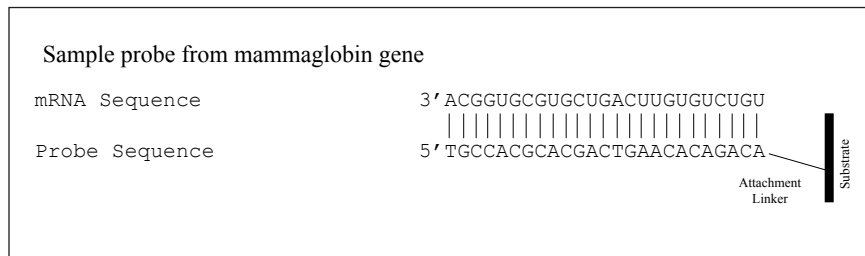 Sample probe from mammaglobin gene
mRNA Sequence 3’ACGGUGCGUGCUGACUUGUGUCUGU
Probe Sequence 5’TGCCACGCACGACTGAACACAGACA
Attachment
Linker
Substrate